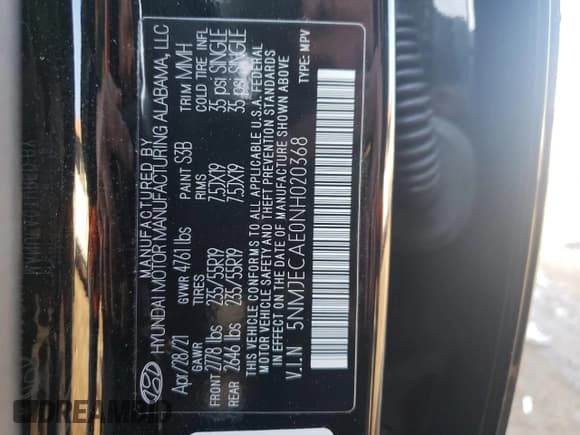 MANUFACTURED BY
HYUNDAI MOTOR MANUFACTURING ALABAMA, LLC
Apr/28/21 GVWR 4761 lbs PAINT S3B TRIM MMH
GAWR TIRES RIMS COLD TIRE INFL
FRONT 2778 lbs 235/55R19 7.5JX19 35 psi SINGLE
REAR 2646 lbs 235/55R19 7.5JX19 35 psi SINGLE
THIS VEHICLE CONFORMS TO ALL APPLICABLE U.S.A. FEDERAL
MOTOR VEHICLE SAFETY AND THEFT PREVENTION STANDARDS
IN EFFECT ON THE DATE OF MANUFACTURE SHOWN ABOVE
V.I.N 5NMJECAE0NH020368 TYPE: MPV
DREAMBID